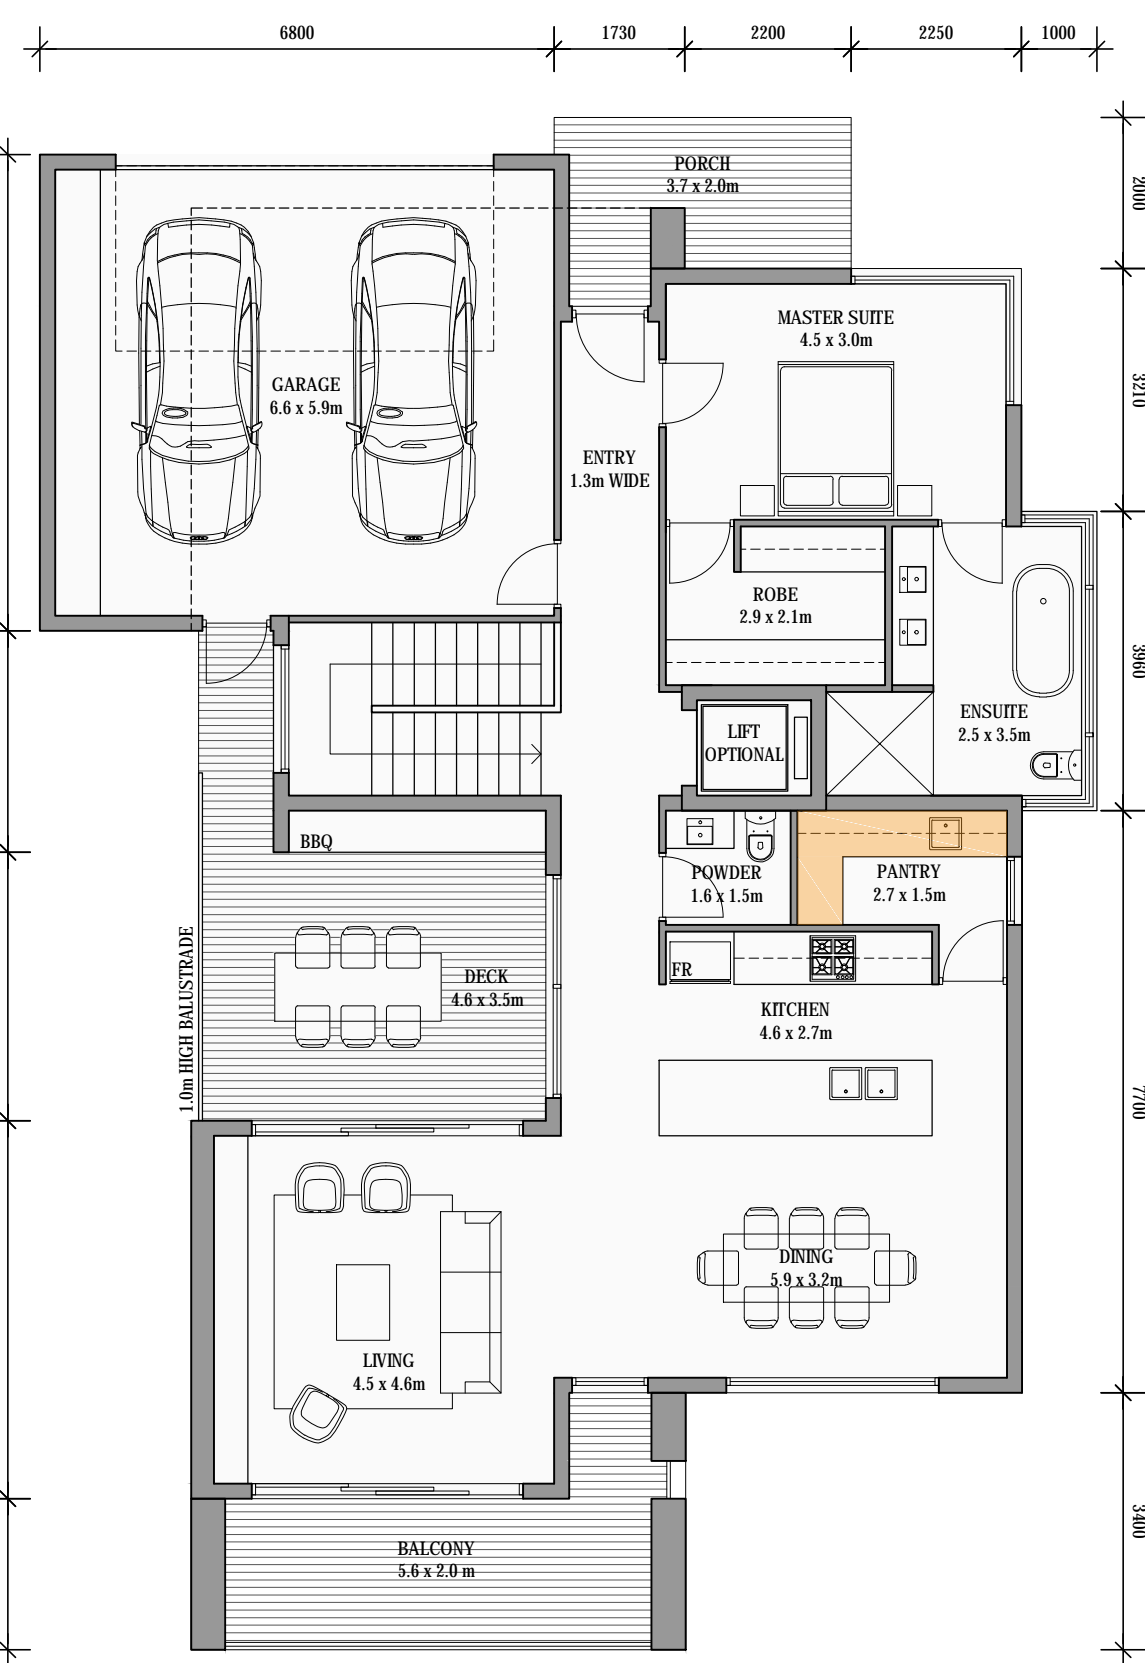 6800
1730
2200
2250
1000
PORCH
3.7 x 2.0m
2000
MASTER SUITE
4.5 x 3.0m
3210
GARAGE
6.6 x 5.9m
ENTRY
1.3m WIDE
ROBE
2.9 x 2.1m
3960
ENSUITE
2.5 x 3.5m
LIFT
OPTIONAL
BBQ
POWDER
1.6 x 1.5m
PANTRY
2.7 x 1.5m
FR
DECK
4.6 x 3.5m
1.0m HIGH BALUSTRADE
KITCHEN
4.6 x 2.7m
7700
DINING
5.9 x 3.2m
LIVING
4.5 x 4.6m
3400
BALCONY
5.6 x 2.0 m